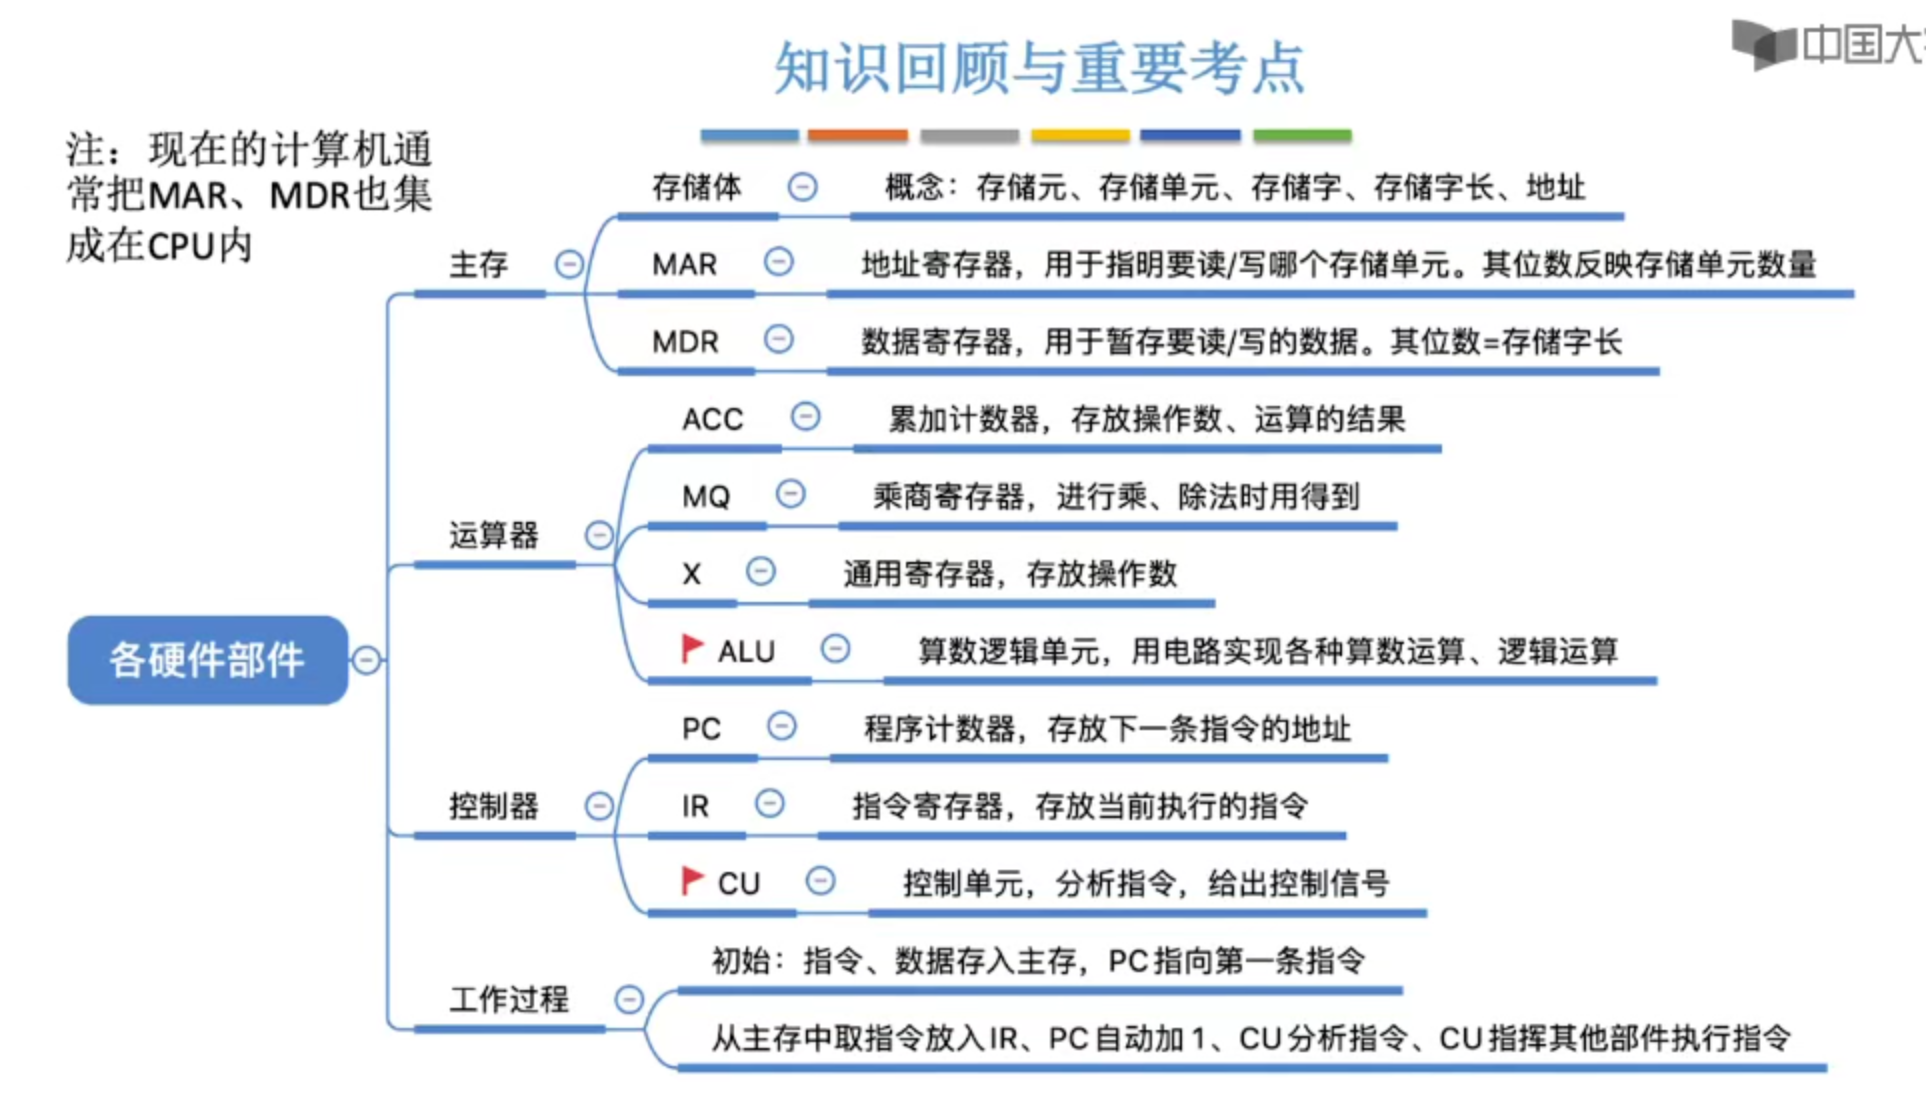 中国大
知识回顾与重要考点
注：现在的计算机通
常把MAR、MDR也集
成在CPU内
各硬件部件
主存
存储体
概念：存储元、存储单元、存储字、存储字长、地址
MAR
地址寄存器，用于指明要读/写哪个存储单元。其位数反映存储单元数量
MDR
数据寄存器，用于暂存要读/写的数据。其位数=存储字长
运算器
ACC
累加计数器，存放操作数、运算的结果
MQ
乘商寄存器，进行乘、除法时用得到
X
通用寄存器，存放操作数
ALU
算数逻辑单元，用电路实现各种算数运算、逻辑运算
控制器
PC
程序计数器，存放下一条指令的地址
IR
指令寄存器，存放当前执行的指令
CU
控制单元，分析指令，给出控制信号
工作过程
初始：指令、数据存入主存，PC指向第一条指令
从主存中取指令放入IR、PC自动加1、CU分析指令、CU指挥其他部件执行指令